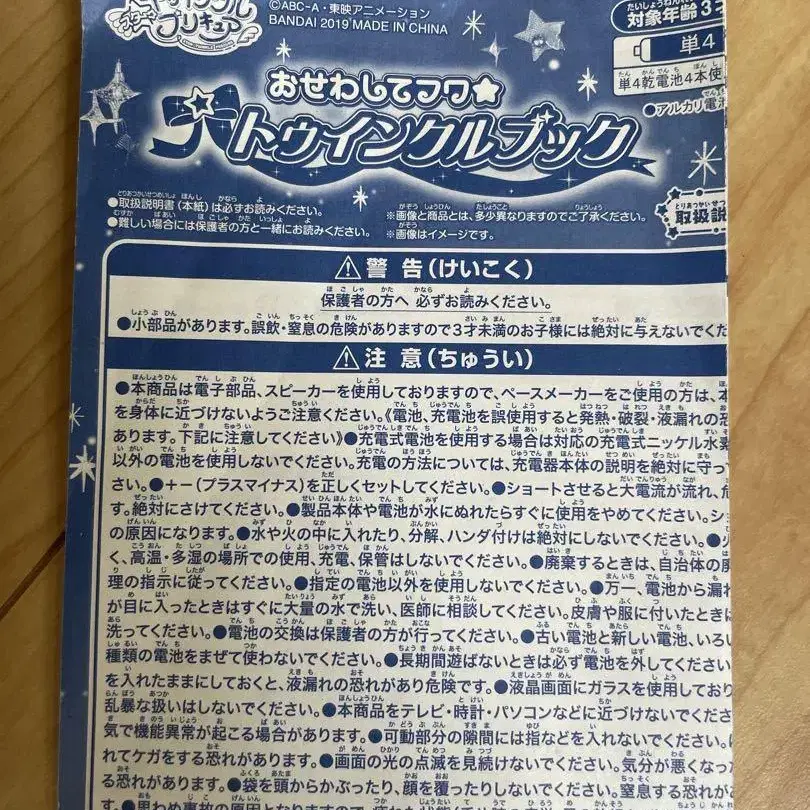 スター☆トゥインクル
プリキュア
©ABC-A・東映アニメーション
BANDAI 2019 MADE IN CHINA
対象年齢3
単4
単4乾電池4本使
●アルカリ電池
おせわしてフワ☆
トゥインクルブック
●取扱説明書(本紙)は必ずお読みください。
●難しい場合には保護者の方と一緒にお読みください。
※画像と商品とは、多少異なりますのでご了承ください。
※画像はイメージです。
取扱説
⚠警告(けいこく)
保護者の方へ 必ずお読みください。
●小部品があります。誤飲・窒息の危険がありますので3才未満のお子様には絶対に与えないでくだ
⚠注意(ちゅうい)
●本商品は電子部品、スピーカーを使用しておりますので、ペースメーカーをご使用の方は、本
を身体に近づけないようご注意ください。《電池、充電池を誤使用すると発熱・破裂・液漏れの恐
あります。下記に注意してください》●充電式電池を使用する場合は対応の充電式ニッケル水素
以外の電池を使用しないでください。充電の方法については、充電器本体の説明を絶対に守っ
さい。●+-(プラスマイナス)を正しくセットしてください。●ショートさせると大電流が流れ、危
す。絶対にさけてください。●製品本体や電池が水にぬれたらすぐに使用をやめてください。シ
の原因になります。●水や火の中に入れたり、分解、ハンダ付けは絶対にしないでください。●
く、高温・多湿の場所での使用、充電、保管はしないでください。●廃棄するときは、自治体の廃
理の指示に従ってください。●指定の電池以外を使用しないでください。●万一、電池から漏れ
が目に入ったときはすぐに大量の水で洗い、医師に相談してください。皮膚や服に付いたときは
洗ってください。●電池の交換は保護者の方が行ってください。●古い電池と新しい電池、いろい
種類の電池をまぜて使わないでください。●長期間遊ばないときは必ず電池を外してください。
を入れたままにしておくと、液漏れの恐れがあり危険です。●液晶画面にガラスを使用しており
乱暴な扱いはしないでください。●本商品をテレビ・時計・パソコンなどに近づけないでくださ
気で機能異常が起こる場合があります。●可動部分の隙間には指などを入れないでください。
れてケガをする恐れがあります。●画面の光の点滅を見続けないでください。気分が悪くなった
る恐れがあります。●袋を頭からかぶったり、顔を覆ったりしないでください。窒息する恐れが
す。●思わぬ事故の原因となりますので